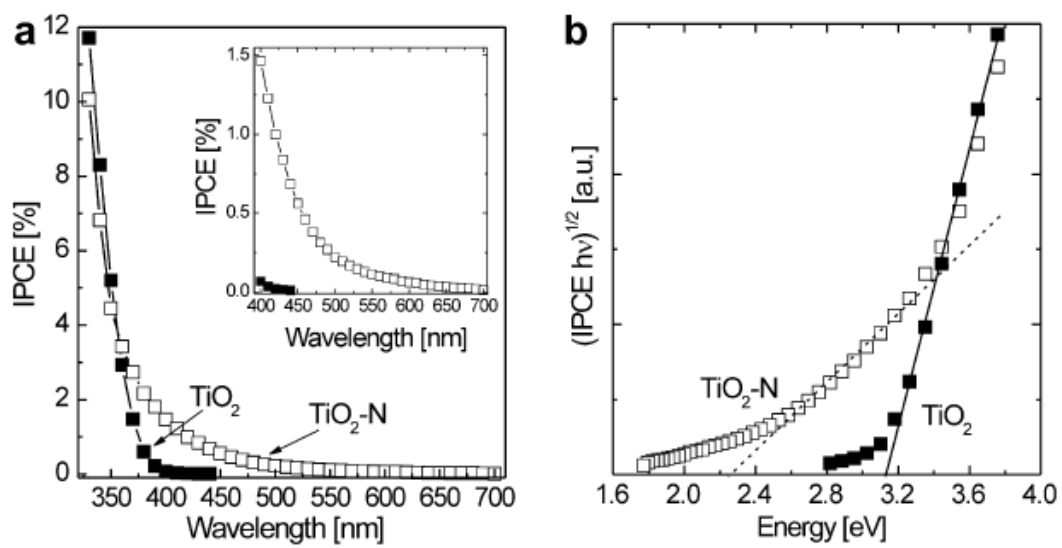 a
12
10
8
6
4
2
0
IPCE [%]
350 400 450 500 550 600 650 700
Wavelength [nm]
TiO2
TiO2-N
1.5
1.0
0.5
0.0
IPCE [%]
400 450 500 550 600 650 700
Wavelength [nm]
b
(IPCE hν)1/2 [a.u.]
TiO2-N
TiO2
1.6 2.0 2.4 2.8 3.2 3.6 4.0
Energy [eV]